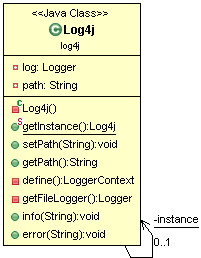 <<Java Class>>
Log4j
log4j
log: Logger
path: String
Log4j()
getInstance():Log4j
setPath(String):void
getPath():String
define():LoggerContext
getFileLogger():Logger
info(String):void
error(String):void
-instance
0..1